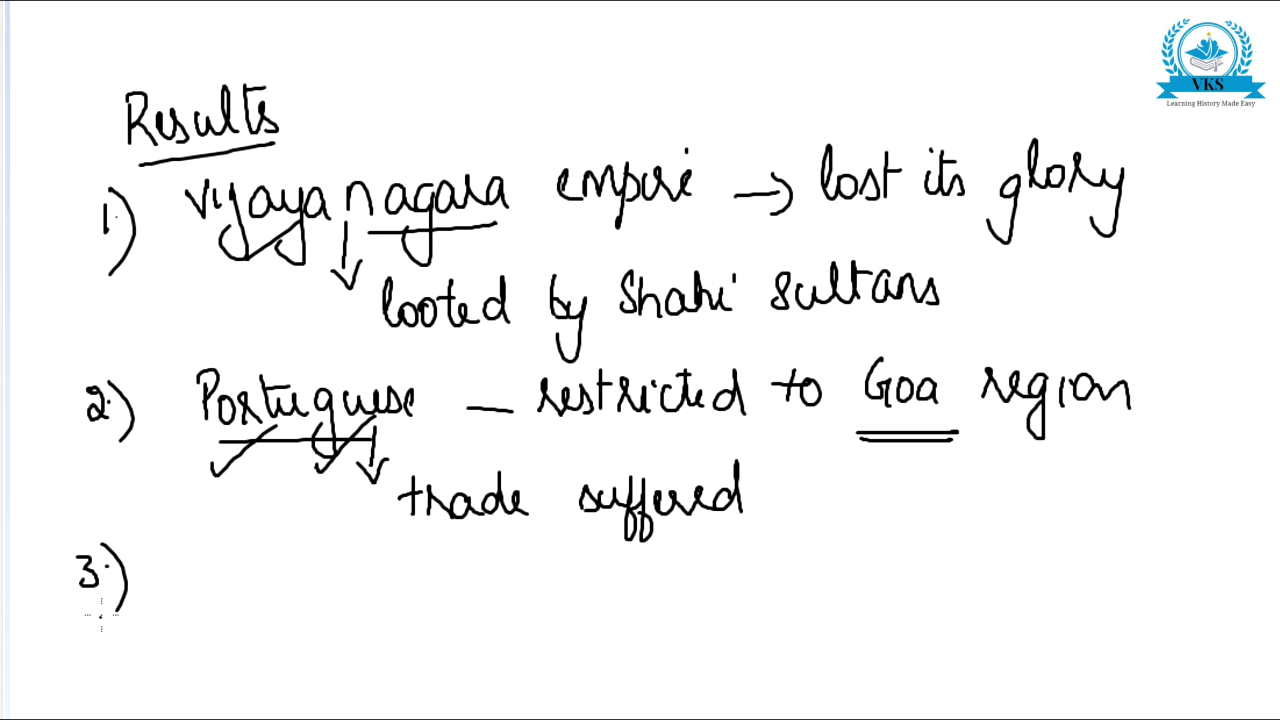 VKS
Learning History Made Easy
Results
1.) Vijayanagara empire → lost its glory
↓ looted by Shahi Sultans
2.) Portuguese — restricted to Goa region
↓ trade suffered
3.)